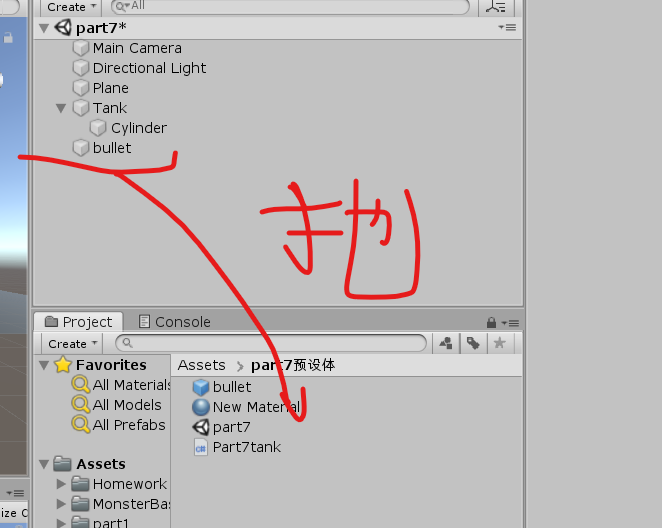 Create All
part7*
Main Camera
Directional Light
Plane
Tank
Cylinder
bullet
Project Console
Create
Favorites
All Materials
All Models
All Prefabs
Assets
Homework
MonsterBas
part1
Assets > part7预设体
bullet
New Material
part7
Part7tank
ize C